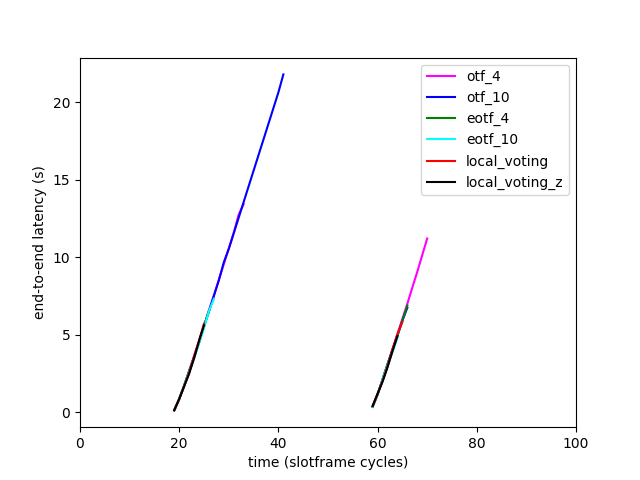 otf_4
otf_10
eotf_4
eotf_10
local_voting
local_voting_z
end-to-end latency (s)
20
15
10
5
0
0 20 40 60 80 100
time (slotframe cycles)